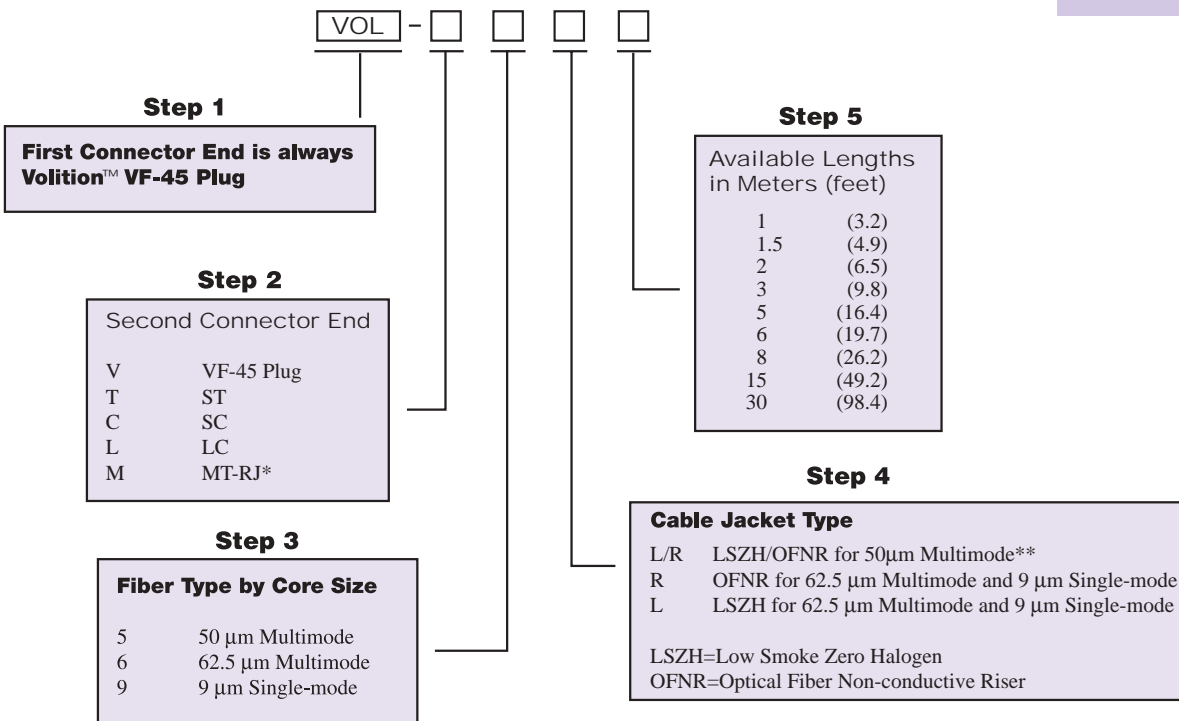 VOL -
Step 1
First Connector End is always
Volition™ VF-45 Plug
Step 2
Second Connector End
V VF-45 Plug
T ST
C SC
L LC
M MT-RJ*
Step 3
Fiber Type by Core Size
5 50 µm Multimode
6 62.5 µm Multimode
9 9 µm Single-mode
Step 5
Available Lengths
in Meters (feet)
1 (3.2)
1.5 (4.9)
2 (6.5)
3 (9.8)
5 (16.4)
6 (19.7)
8 (26.2)
15 (49.2)
30 (98.4)
Step 4
Cable Jacket Type
L/R LSZH/OFNR for 50µm Multimode**
R OFNR for 62.5 µm Multimode and 9 µm Single-mode
L LSZH for 62.5 µm Multimode and 9 µm Single-mode
LSZH=Low Smoke Zero Halogen
OFNR=Optical Fiber Non-conductive Riser